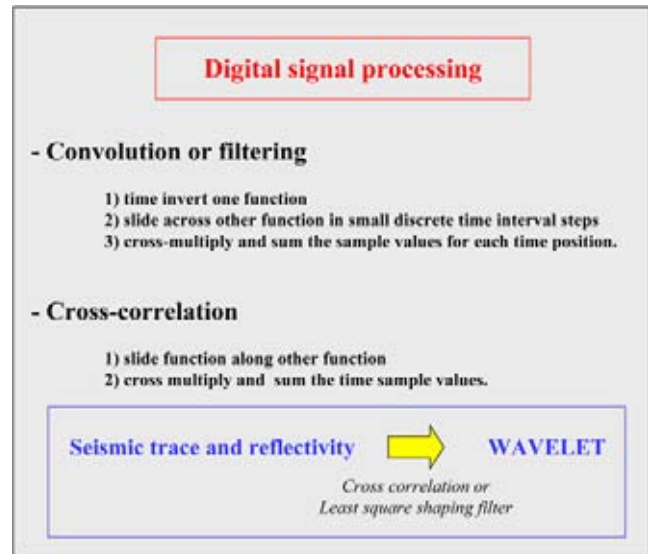 Digital signal processing
- Convolution or filtering
1) time invert one function
2) slide across other function in small discrete time interval steps
3) cross-multiply and sum the sample values for each time position.
- Cross-correlation
1) slide function along other function
2) cross multiply and sum the time sample values.
Seismic trace and reflectivity WAVELET
Cross correlation or
Least square shaping filter